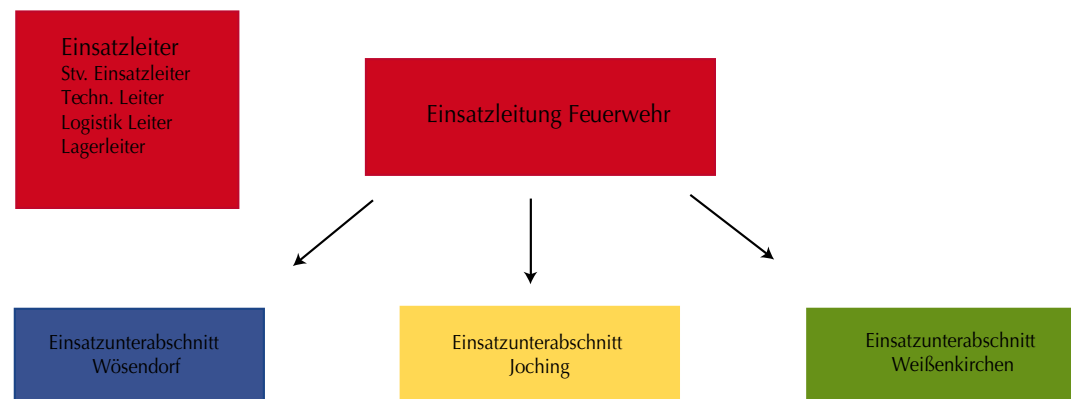 Einsatzleiter
Stv. Einsatzleiter
Techn. Leiter
Logistik Leiter
Lagerleiter
Einsatzleitung Feuerwehr
Einsatzunterabschnitt
Wösendorf
Einsatzunterabschnitt
Joching
Einsatzunterabschnitt
Weißenkirchen